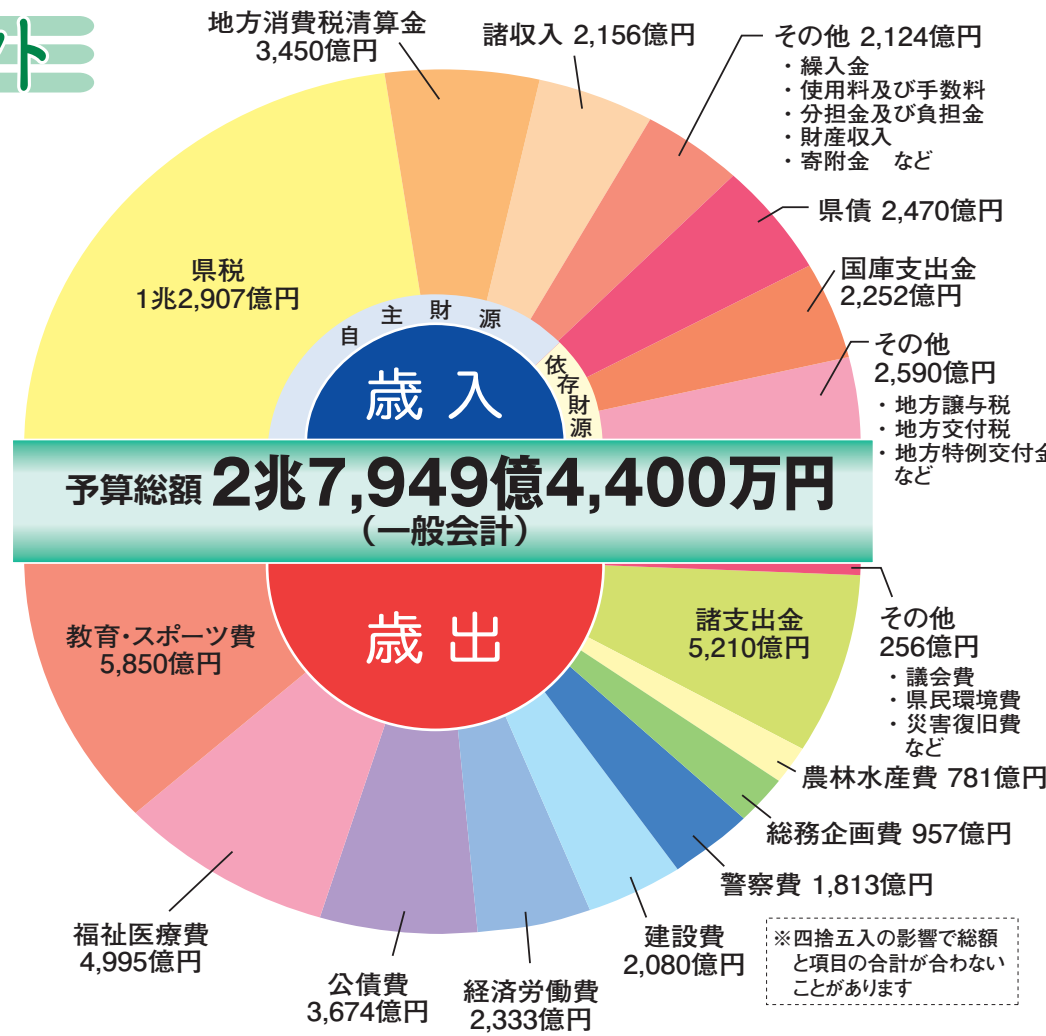 ト
地方消費税清算金
3,450億円
諸収入 2,156億円
その他 2,124億円
・繰入金
・使用料及び手数料
・分担金及び負担金
・財産収入
・寄附金　など
県債 2,470億円
国庫支出金
2,252億円
その他
2,590億円
・地方譲与税
・地方交付税
・地方特例交付金
など
県税
1兆2,907億円
自主財源
依存財源
歳入
予算総額 2兆7,949億4,400万円
（一般会計）
歳出
教育・スポーツ費
5,850億円
福祉医療費
4,995億円
公債費
3,674億円
経済労働費
2,333億円
建設費
2,080億円
警察費 1,813億円
総務企画費 957億円
農林水産費 781億円
諸支出金
5,210億円
その他
256億円
・議会費
・県民環境費
・災害復旧費
など
※四捨五入の影響で総額
と項目の合計が合わない
ことがあります